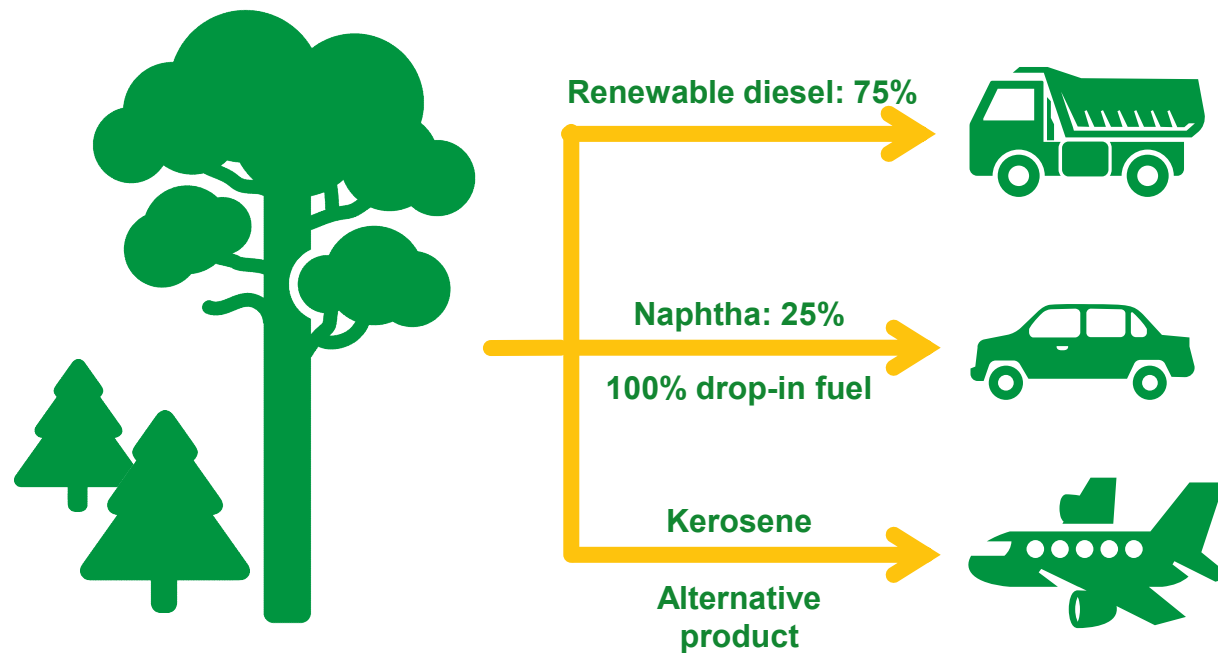 Renewable diesel: 75%
Naphtha: 25%
100% drop-in fuel
Kerosene
Alternative
product